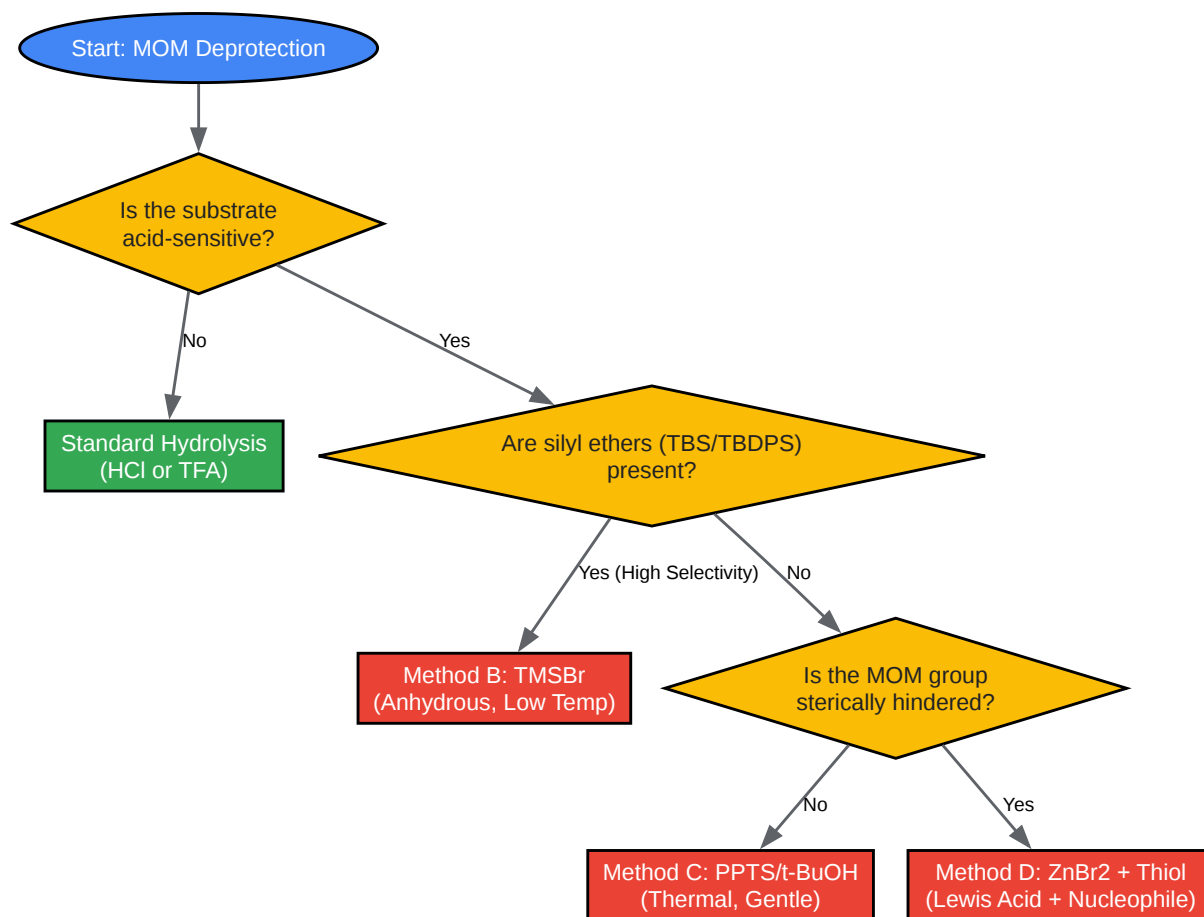 Start: MOM Deprotection
Is the substrate
acid-sensitive?
No
Yes
Standard Hydrolysis
(HCl or TFA)
Are silyl ethers (TBS/TBDPS)
present?
Yes (High Selectivity)
No
Method B: TMSBr
(Anhydrous, Low Temp)
Is the MOM group
sterically hindered?
No
Yes
Method C: PPTS/t-BuOH
(Thermal, Gentle)
Method D: ZnBr2 + Thiol
(Lewis Acid + Nucleophile)